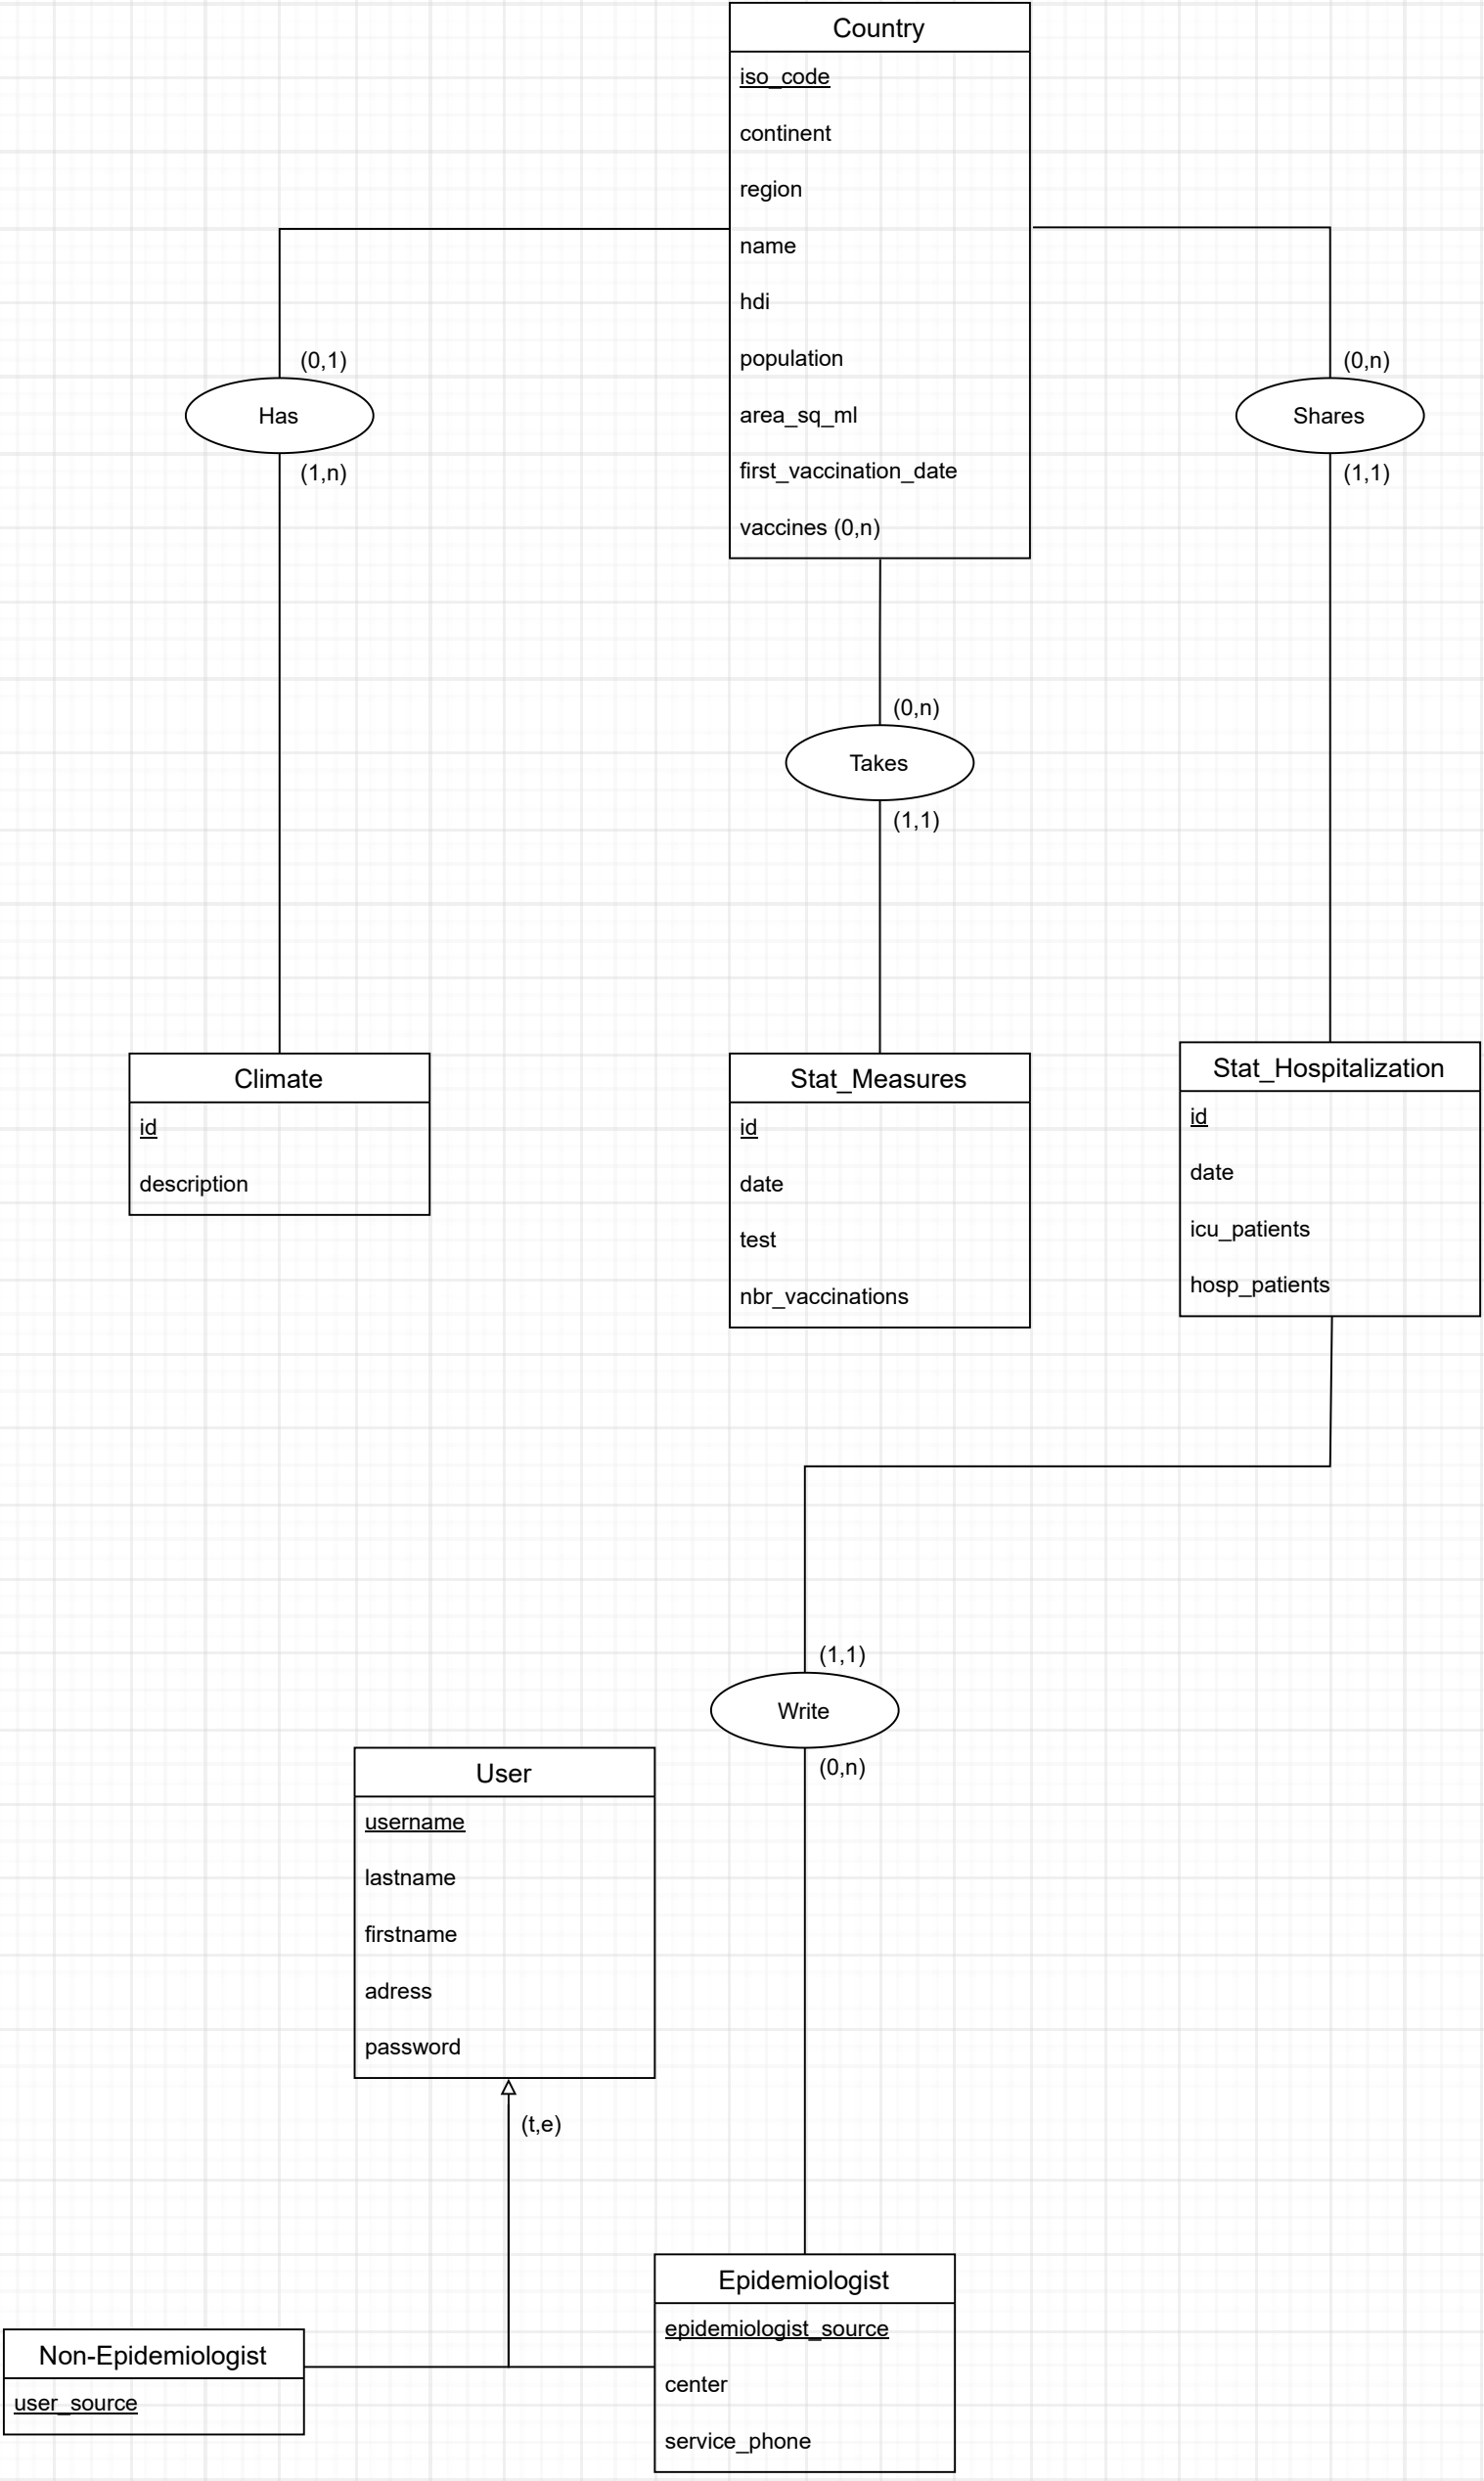 Country
iso_code
continent
region
name
hdi
population
area_sq_ml
first_vaccination_date
vaccines (0,n)
(0,1)
Has
(1,n)
(0,n)
Shares
(1,1)
(0,n)
Takes
(1,1)
Climate
id
description
Stat_Measures
id
date
test
nbr_vaccinations
Stat_Hospitalization
id
date
icu_patients
hosp_patients
(1,1)
Write
(0,n)
User
username
lastname
firstname
adress
password
(t,e)
Non-Epidemiologist
user_source
Epidemiologist
epidemiologist_source
center
service_phone